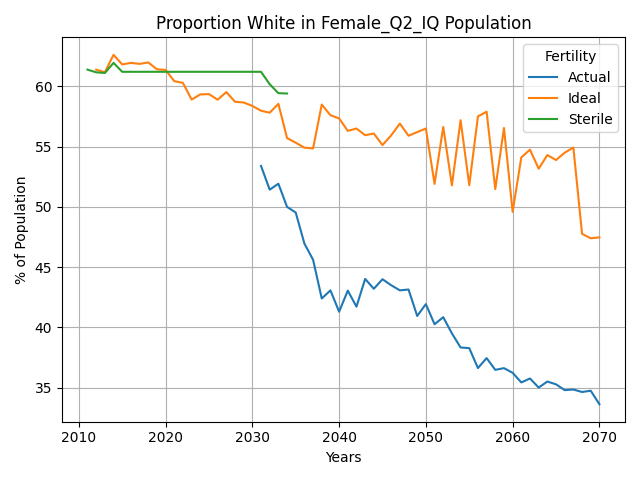 Proportion White in Female_Q2_IQ Population
Fertility
Actual
Ideal
Sterile
% of Population
60
55
50
45
40
35
2010 2020 2030 2040 2050 2060 2070
Years